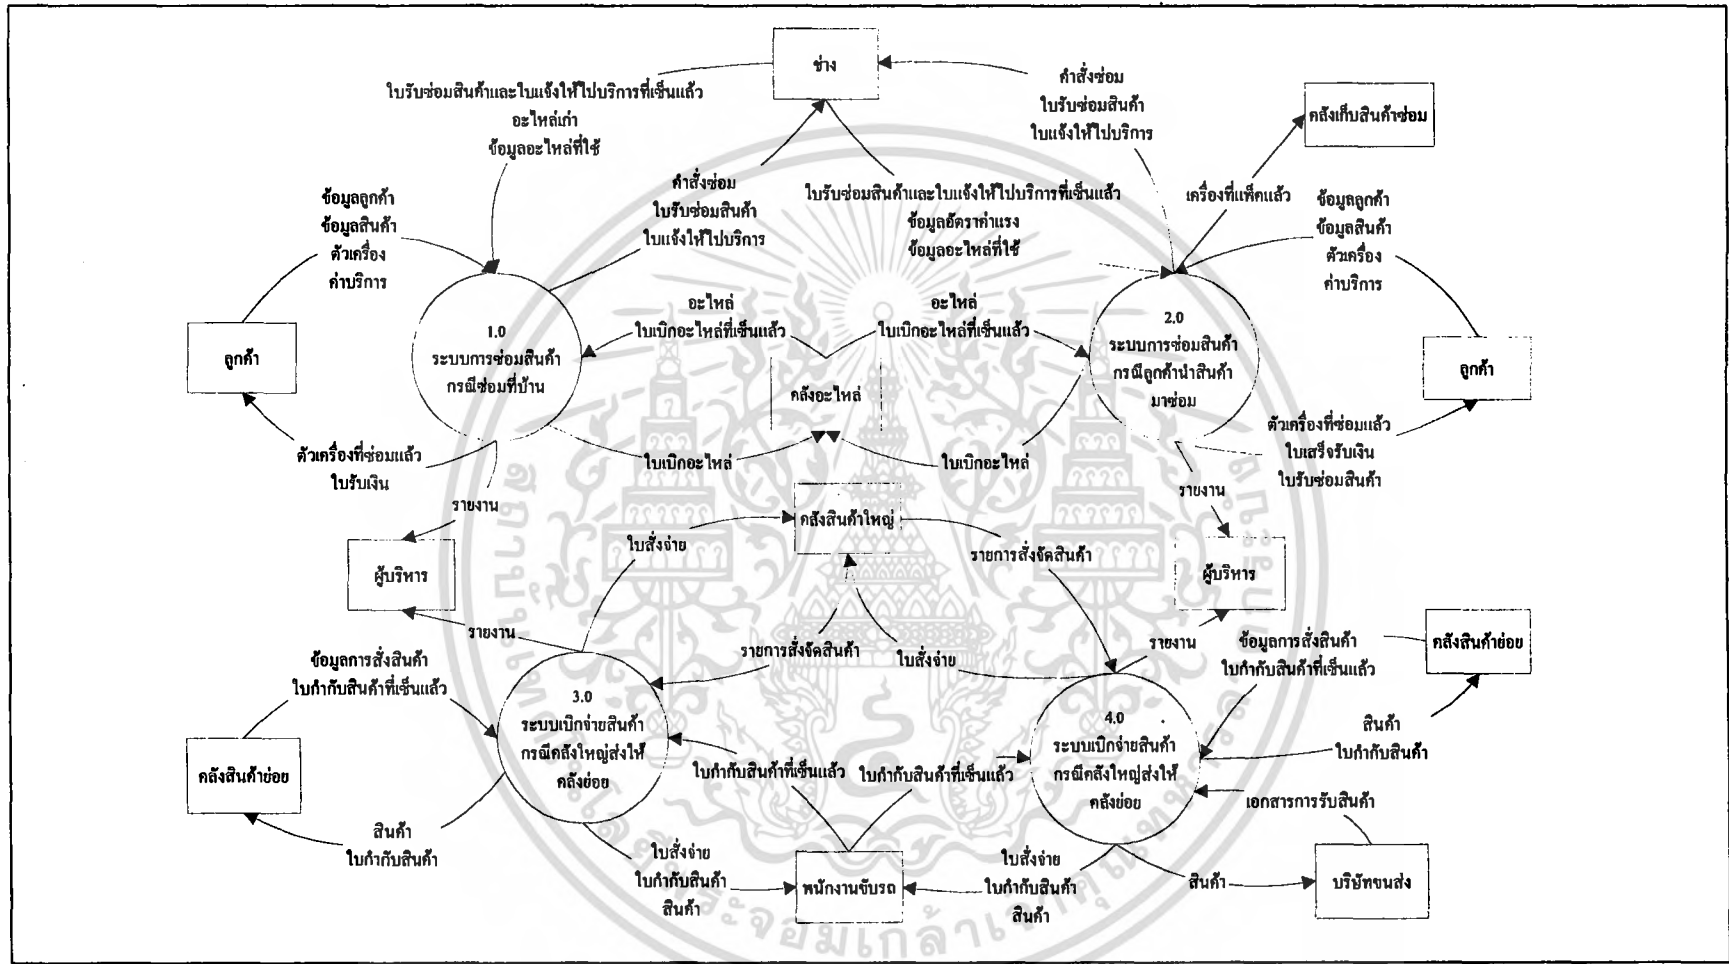 ช่าง
ใบรับซ่อมสินค้าและใบแจ้งให้ไปบริการที่เซ็นแล้ว
อะไหล่เก่า
ข้อมูลอะไหล่ที่ใช้
คำสั่งซ่อม
ใบรับซ่อมสินค้า
ใบแจ้งให้ไปบริการ
คลังเก็บสินค้าซ่อม
ข้อมูลลูกค้า
ข้อมูลสินค้า
ตัวเครื่อง
ค่าบริการ
คำสั่งซ่อม
ใบรับซ่อมสินค้า
ใบแจ้งให้ไปบริการ
ใบรับซ่อมสินค้าและใบแจ้งให้ไปบริการที่เซ็นแล้ว
ข้อมูลอัตราค่าแรง
ข้อมูลอะไหล่ที่ใช้
เครื่องที่แพ็คแล้ว
ข้อมูลลูกค้า
ข้อมูลสินค้า
ตัวเครื่อง
ค่าบริการ
ลูกค้า
1.0
ระบบการซ่อมสินค้า
กรณีซ่อมที่บ้าน
อะไหล่
ใบเบิกอะไหล่ที่เซ็นแล้ว
อะไหล่
ใบเบิกอะไหล่ที่เซ็นแล้ว
คลังอะไหล่
2.0
ระบบการซ่อมสินค้า
กรณีลูกค้านำสินค้า
มาซ่อม
ลูกค้า
ตัวเครื่องที่ซ่อมแล้ว
ใบรับเงิน
ใบเบิกอะไหล่
ใบเบิกอะไหล่
ตัวเครื่องที่ซ่อมแล้ว
ใบเสร็จรับเงิน
ใบรับซ่อมสินค้า
รายงาน
รายงาน
คลังสินค้าใหญ่
ใบสั่งจ่าย
รายการสั่งจัดสินค้า
ผู้บริหาร
ผู้บริหาร
รายงาน
รายการสั่งจัดสินค้า
ใบสั่งจ่าย
รายงาน
ข้อมูลการสั่งสินค้า
ใบกำกับสินค้าที่เซ็นแล้ว
คลังสินค้าย่อย
ข้อมูลการสั่งสินค้า
ใบกำกับสินค้าที่เซ็นแล้ว
3.0
ระบบเบิกจ่ายสินค้า
กรณีคลังใหญ่ส่งให้
คลังย่อย
4.0
ระบบเบิกจ่ายสินค้า
กรณีคลังใหญ่ส่งให้
คลังย่อย
สินค้า
ใบกำกับสินค้า
คลังสินค้าย่อย
ใบกำกับสินค้าที่เซ็นแล้ว
ใบกำกับสินค้าที่เซ็นแล้ว
เอกสารการรับสินค้า
สินค้า
ใบกำกับสินค้า
ใบสั่งจ่าย
ใบกำกับสินค้า
สินค้า
พนักงานขับรถ
ใบสั่งจ่าย
ใบกำกับสินค้า
สินค้า
สินค้า
บริษัทขนส่ง